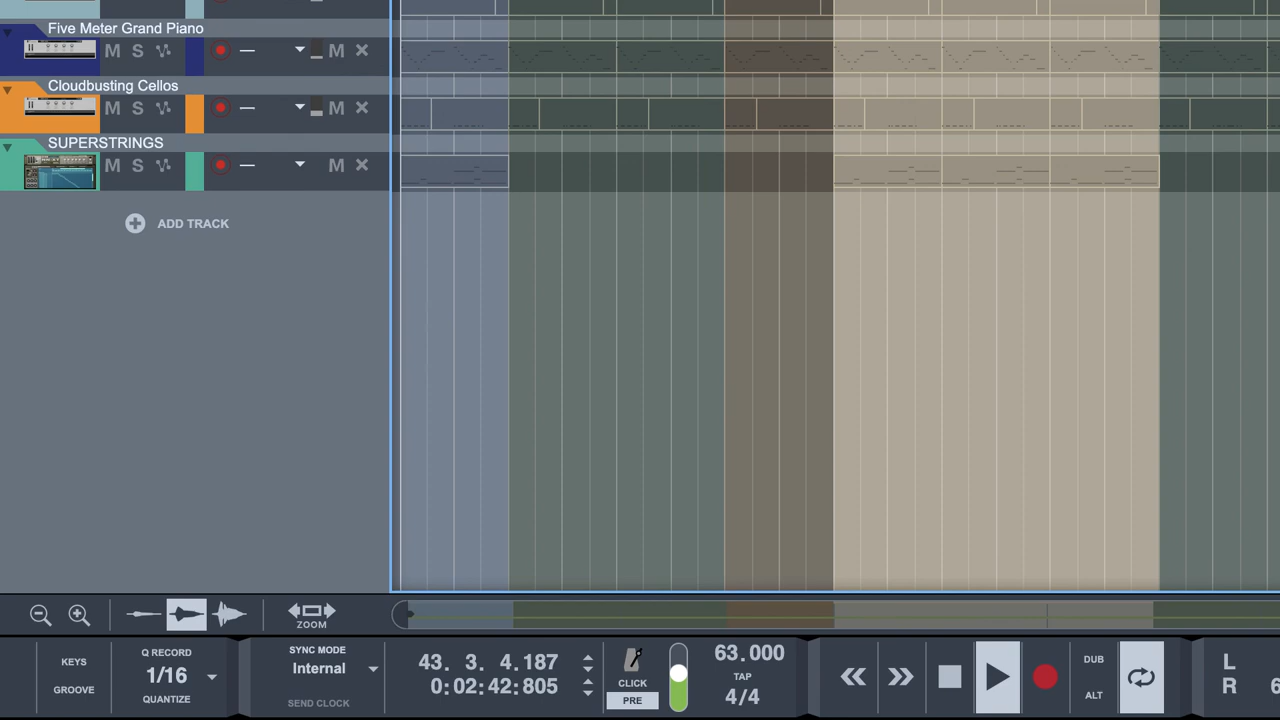 Five Meter Grand Piano
M S M
Cloudbusting Cellos
M S M
SUPERSTRINGS
M S M
ADD TRACK
ZOOM
KEYS
GROOVE
Q RECORD
1/16
QUANTIZE
SYNC MODE
Internal
SEND CLOCK
43. 3. 4.187
0:02:42:805
CLICK
PRE
63.000
TAP
4/4
DUB
ALT
L
R